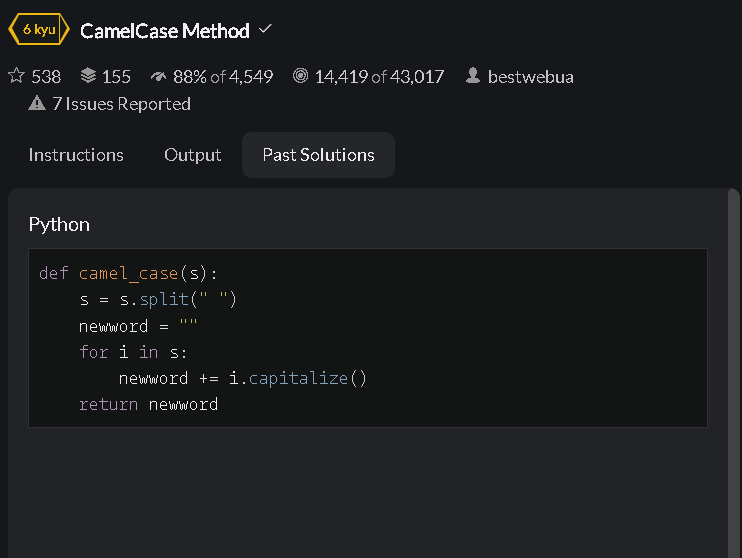 6 kyu CamelCase Method
538 155 88% of 4,549 14,419 of 43,017 bestwebua
7 Issues Reported
Instructions Output Past Solutions
Python
def camel_case(s):
    s = s.split(" ")
    newword = ""
    for i in s:
        newword += i.capitalize()
    return newword